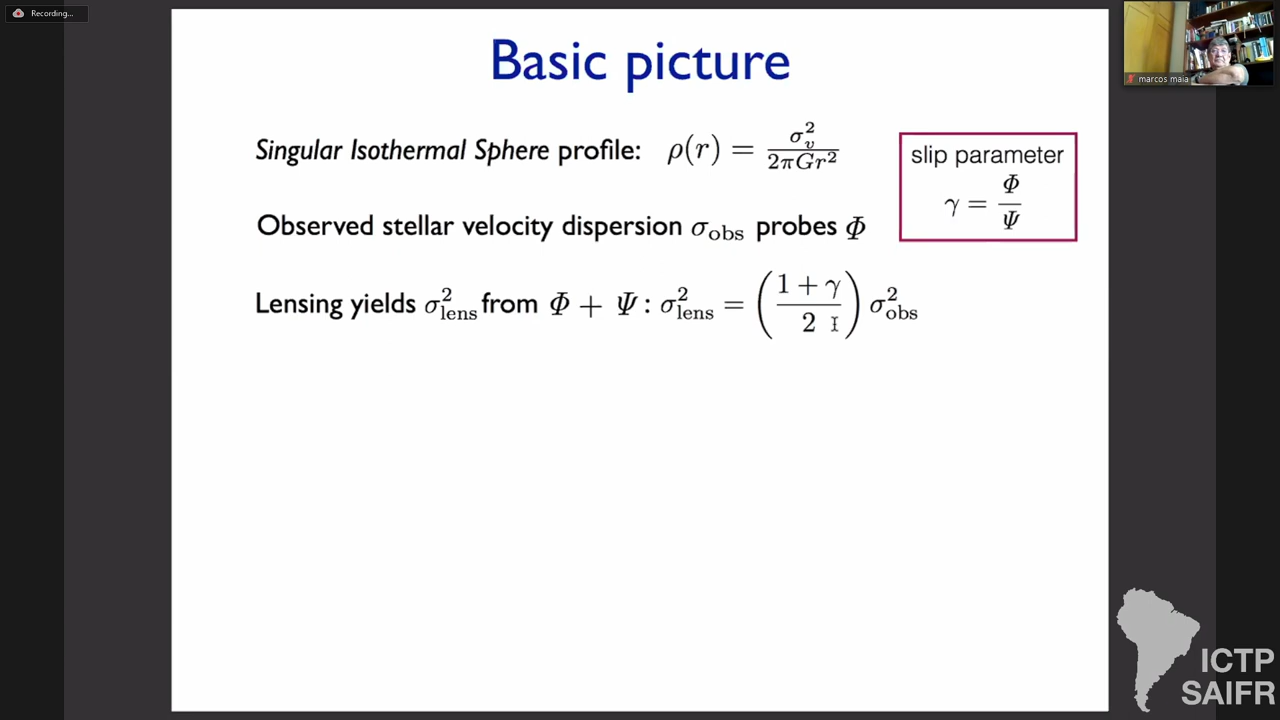 Recording...
marcos maia
Basic picture
Singular Isothermal Sphere profile: ρ(r) = σ_v^2 / 2πGr^2
slip parameter
γ = Φ / Ψ
Observed stellar velocity dispersion σ_obs probes Φ
Lensing yields σ_lens^2 from Φ + Ψ : σ_lens^2 = ( (1 + γ) / 2 ) σ_obs^2
ICTP
SAIFR